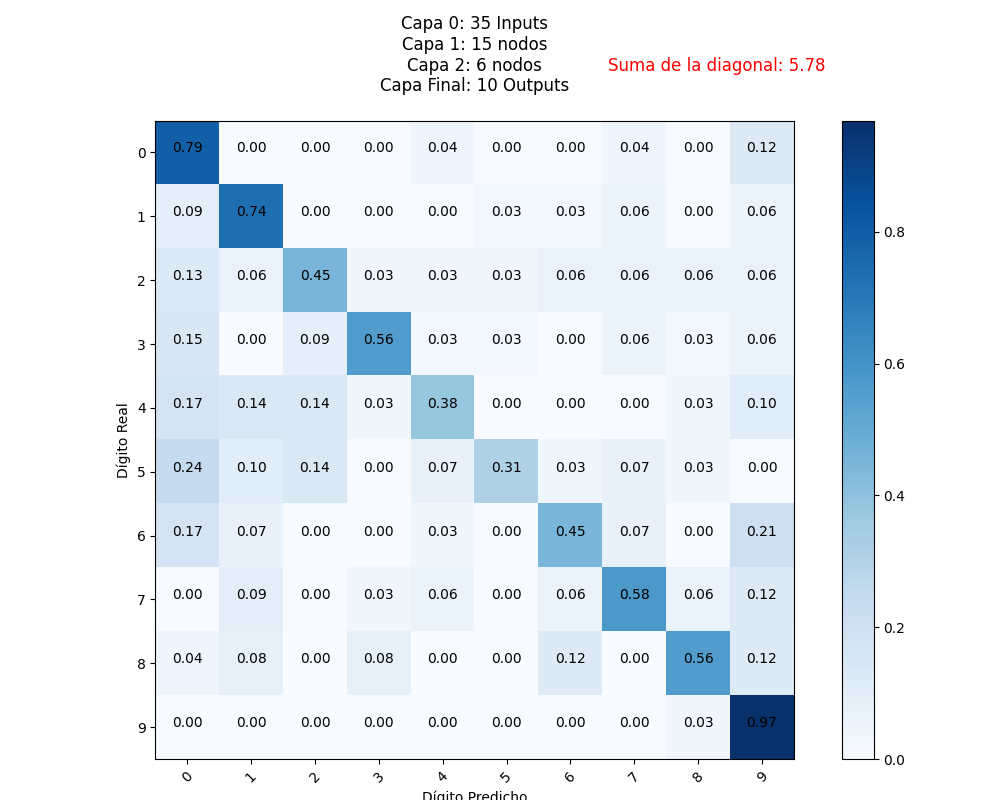 Capa 0: 35 Inputs
Capa 1: 15 nodos
Capa 2: 6 nodos
Suma de la diagonal: 5.78
Capa Final: 10 Outputs
0 0.79 0.00 0.00 0.00 0.04 0.00 0.00 0.04 0.00 0.12
1 0.09 0.74 0.00 0.00 0.00 0.03 0.03 0.06 0.00 0.06
2 0.13 0.06 0.45 0.03 0.03 0.03 0.06 0.06 0.06 0.06
3 0.15 0.00 0.09 0.56 0.03 0.03 0.00 0.06 0.03 0.06
4 0.17 0.14 0.14 0.03 0.38 0.00 0.00 0.00 0.03 0.10
5 0.24 0.10 0.14 0.00 0.07 0.31 0.03 0.07 0.03 0.00
6 0.17 0.07 0.00 0.00 0.03 0.00 0.45 0.07 0.00 0.21
7 0.00 0.09 0.00 0.03 0.06 0.00 0.06 0.58 0.06 0.12
8 0.04 0.08 0.00 0.08 0.00 0.00 0.12 0.00 0.56 0.12
9 0.00 0.00 0.00 0.00 0.00 0.00 0.00 0.00 0.03 0.97
0 1 2 3 4 5 6 7 8 9
Dígito Real
Dígito Predicho
0.8
0.6
0.4
0.2
0.0